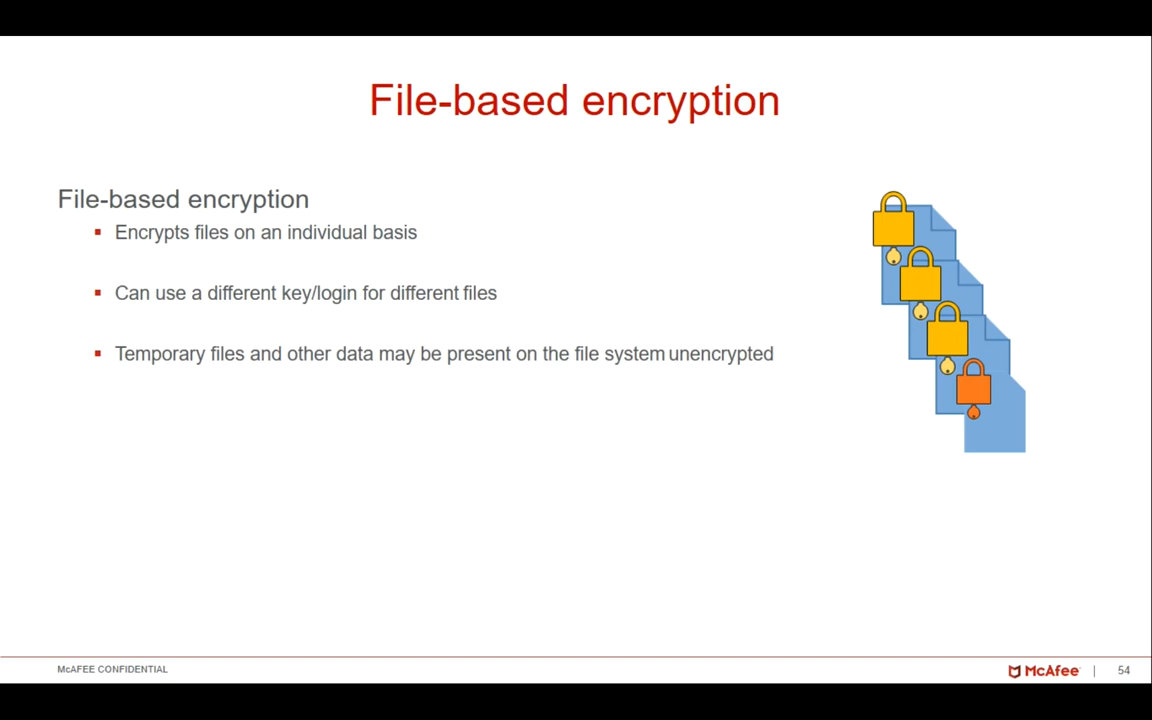 File-based encryption
File-based encryption
▪ Encrypts files on an individual basis
▪ Can use a different key/login for different files
▪ Temporary files and other data may be present on the file system unencrypted
McAFEE CONFIDENTIAL
McAfee | 54